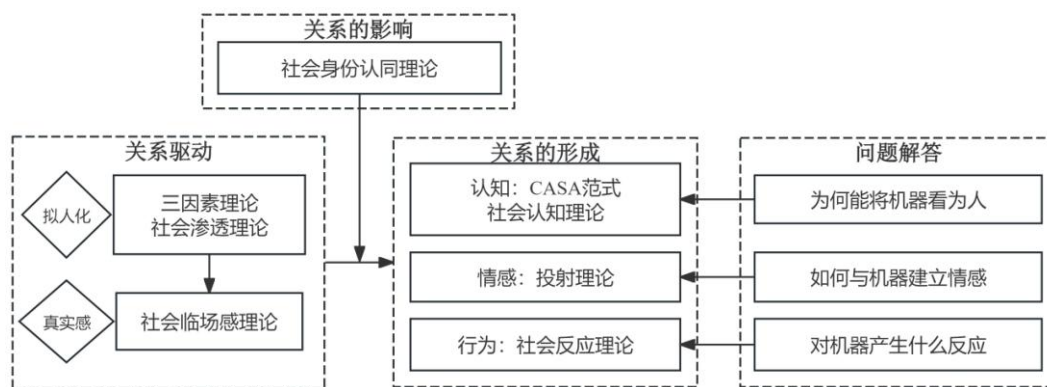 关系的影响
社会身份认同理论
关系驱动
拟人化
三因素理论
社会渗透理论
真实感
社会临场感理论
关系的形成
认知：CASA范式
社会认知理论
情感：投射理论
行为：社会反应理论
问题解答
为何能将机器看为人
如何与机器建立情感
对机器产生什么反应